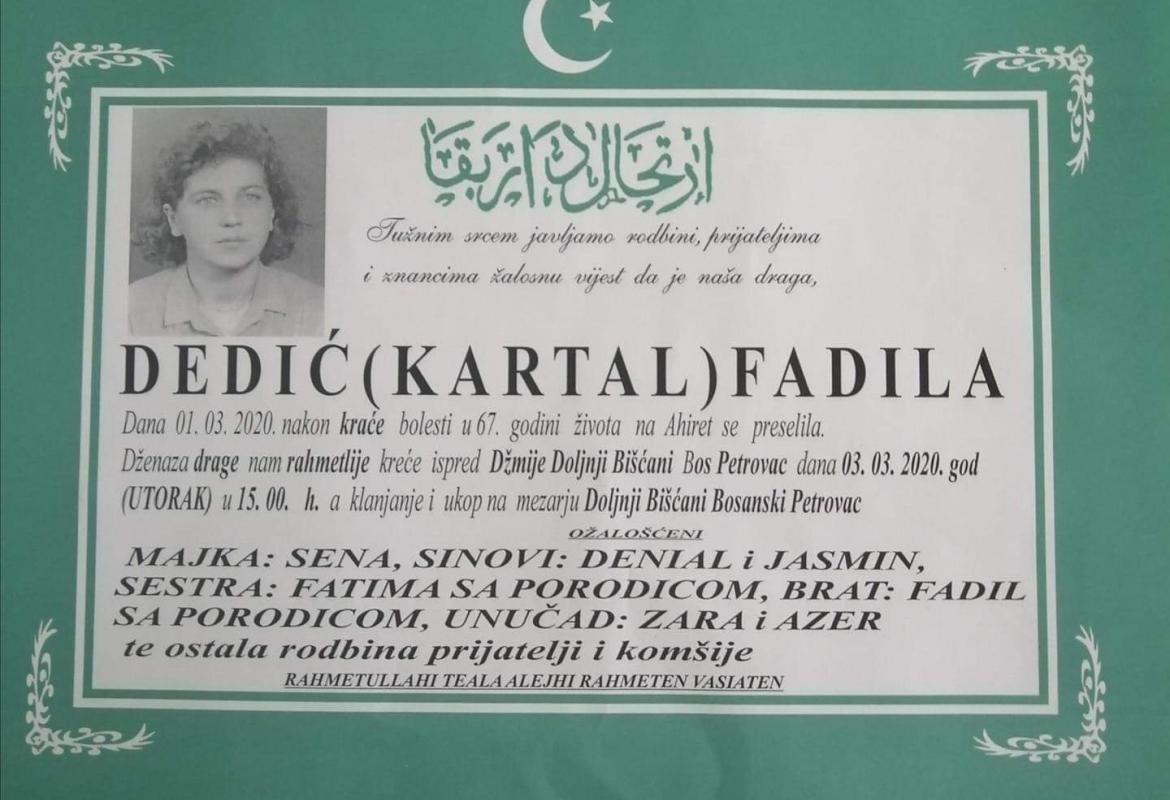 ارتحال دار بقا
Tužnim srcem javljamo rodbini, prijateljima
i znancima žalosnu vijest da je naša draga,
DEDIĆ(KARTAL)FADILA
Dana 01. 03. 2020. nakon kraće bolesti u 67. godini života na Ahiret se preselila.
Dženaza drage nam rahmetlije kreće ispred Džmije Doljnji Bišćani Bos Petrovac dana 03. 03. 2020. god
(UTORAK) u 15. 00. h. a klanjanje i ukop na mezarju Doljnji Bišćani Bosanski Petrovac
OŽALOŠĆENI
MAJKA: SENA, SINOVI: DENIAL i JASMIN,
SESTRA: FATIMA SA PORODICOM, BRAT: FADIL
SA PORODICOM, UNUČAD: ZARA i AZER
te ostala rodbina prijatelji i komšije
RAHMETULLAHI TEALA ALEJHI RAHMETEN VASIATEN